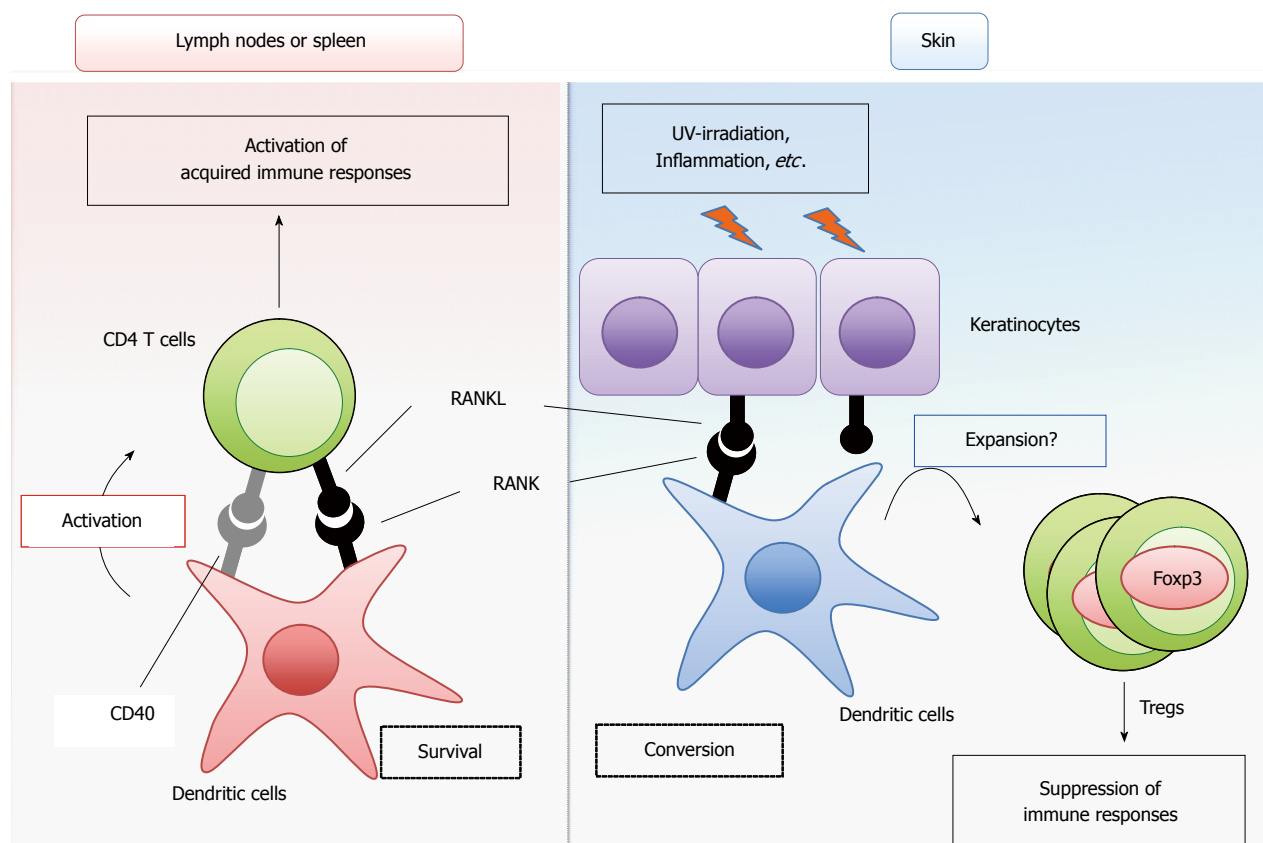 Lymph nodes or spleen
Skin
Activation of
acquired immune responses
UV-irradiation,
Inflammation, etc.
CD4 T cells
Keratinocytes
RANKL
Expansion?
RANK
Activation
Foxp3
CD40
Tregs
Dendritic cells
Survival
Conversion
Dendritic cells
Suppression of
immune responses